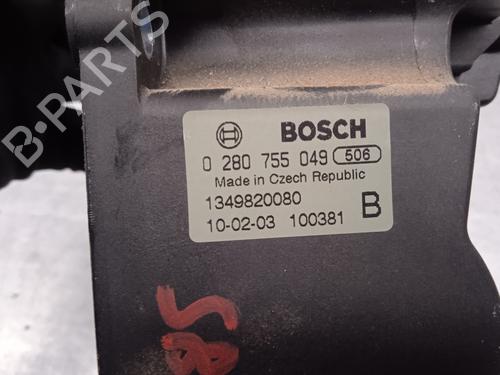 B-PARTS
BOSCH
0 280 755 049 506
Made in Czech Republic
1349820080
10-02-03 100381 B